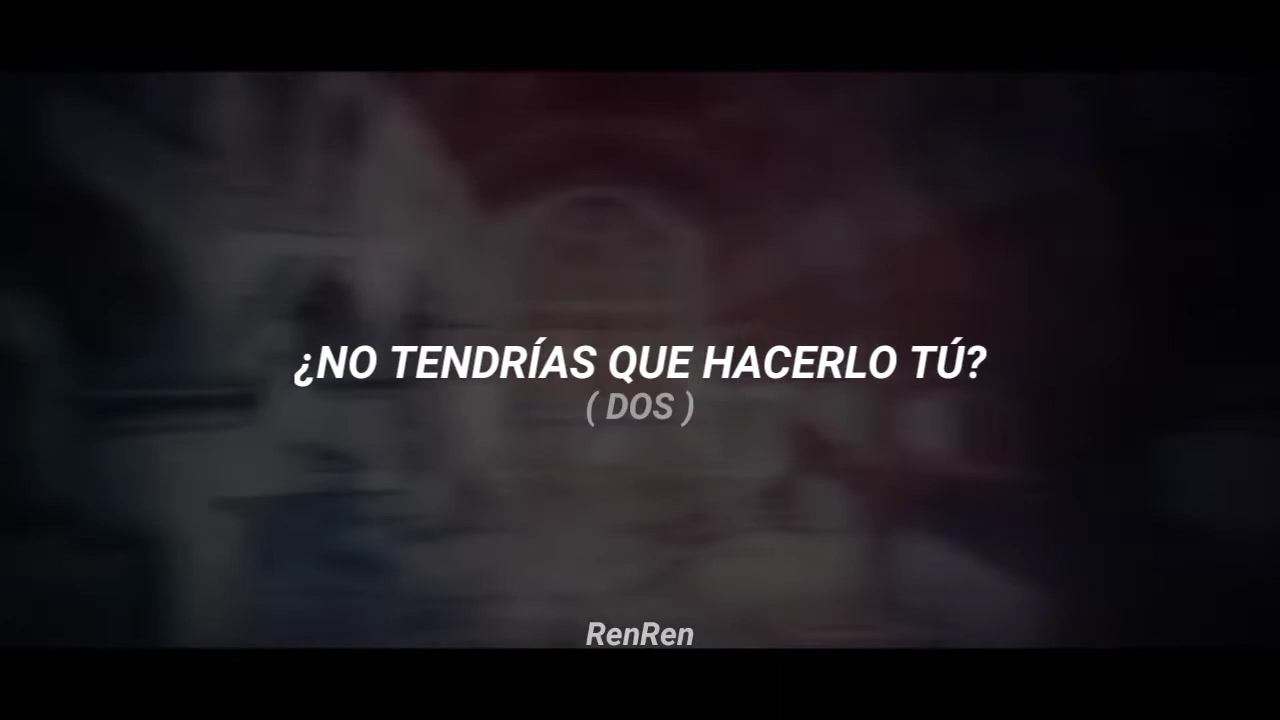 ¿NO TENDRÍAS QUE HACERLO TÚ?
( DOS )
RenRen